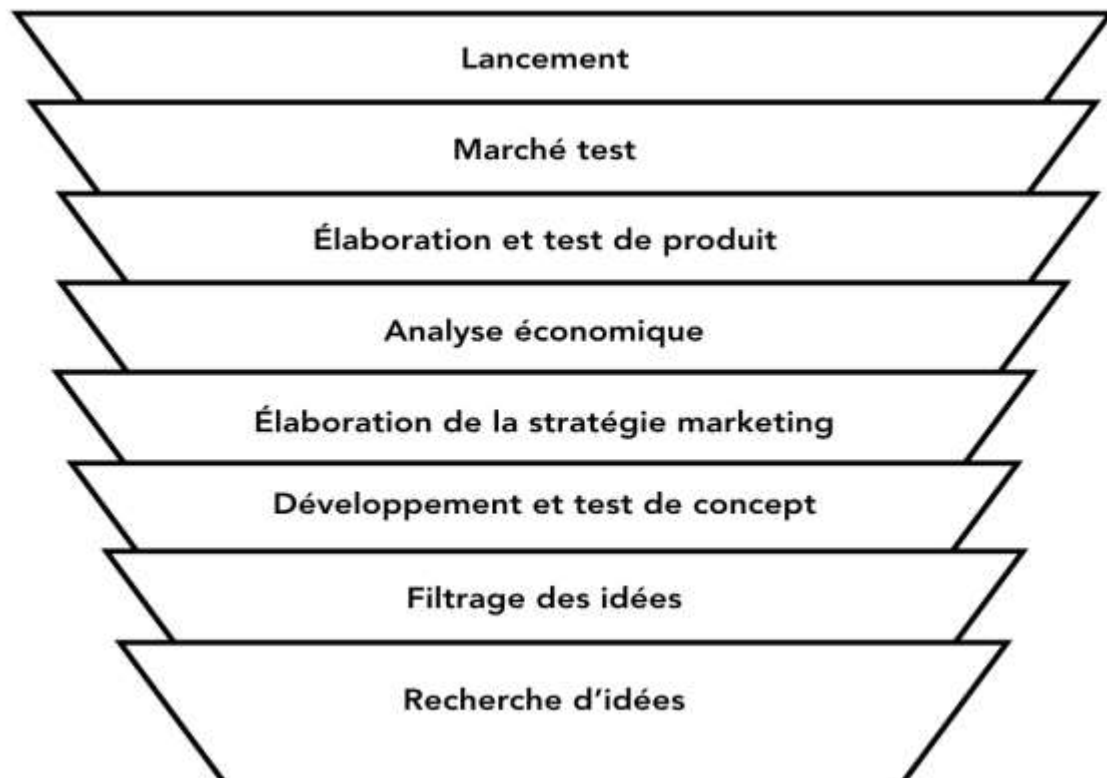 Lancement
Marché test
Élaboration et test de produit
Analyse économique
Élaboration de la stratégie marketing
Développement et test de concept
Filtrage des idées
Recherche d’idées